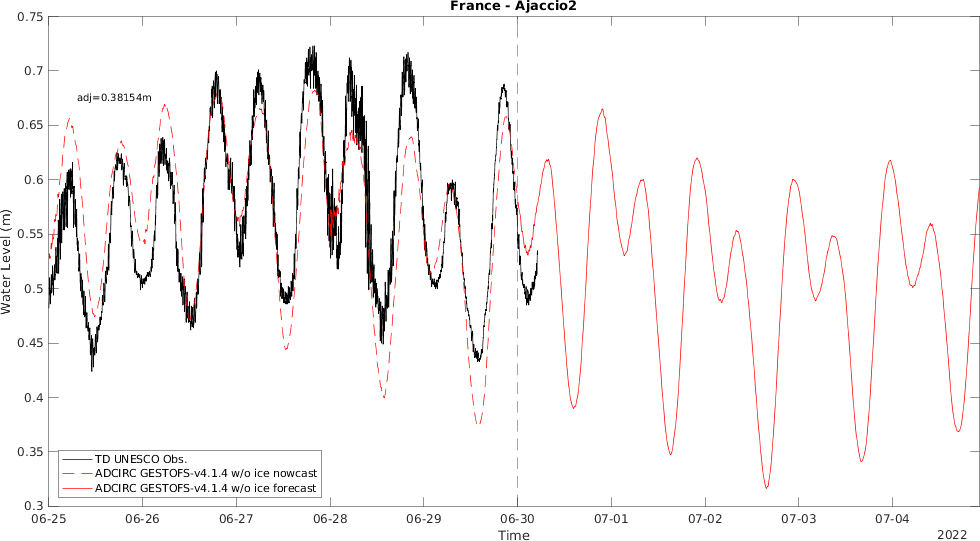 France - Ajaccio2
0.75
0.7
0.65
0.6
0.55
0.5
0.45
0.4
0.35
0.3
Water Level (m)
adj=0.38154m
TD UNESCO Obs.
ADCIRC GESTOFS-v4.1.4 w/o ice nowcast
ADCIRC GESTOFS-v4.1.4 w/o ice forecast
06-25 06-26 06-27 06-28 06-29 06-30 07-01 07-02 07-03 07-04
Time
2022